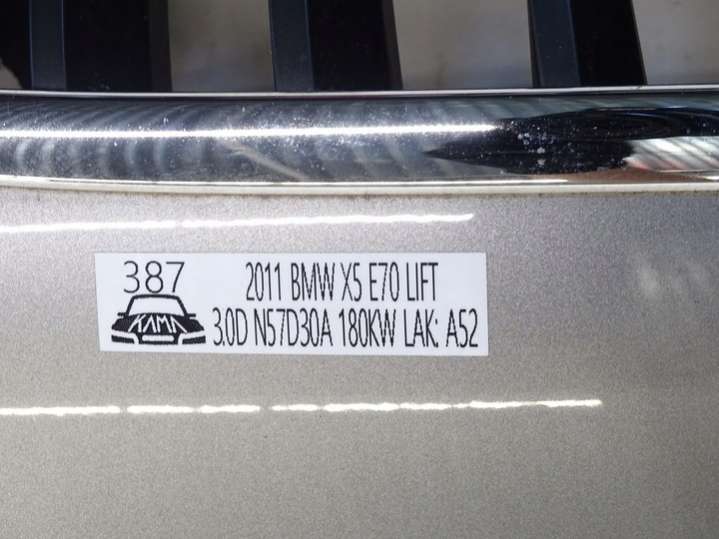 387
KAMA
2011 BMW X5 E70 LIFT
3.0D N57D30A 180KW LAK: A52